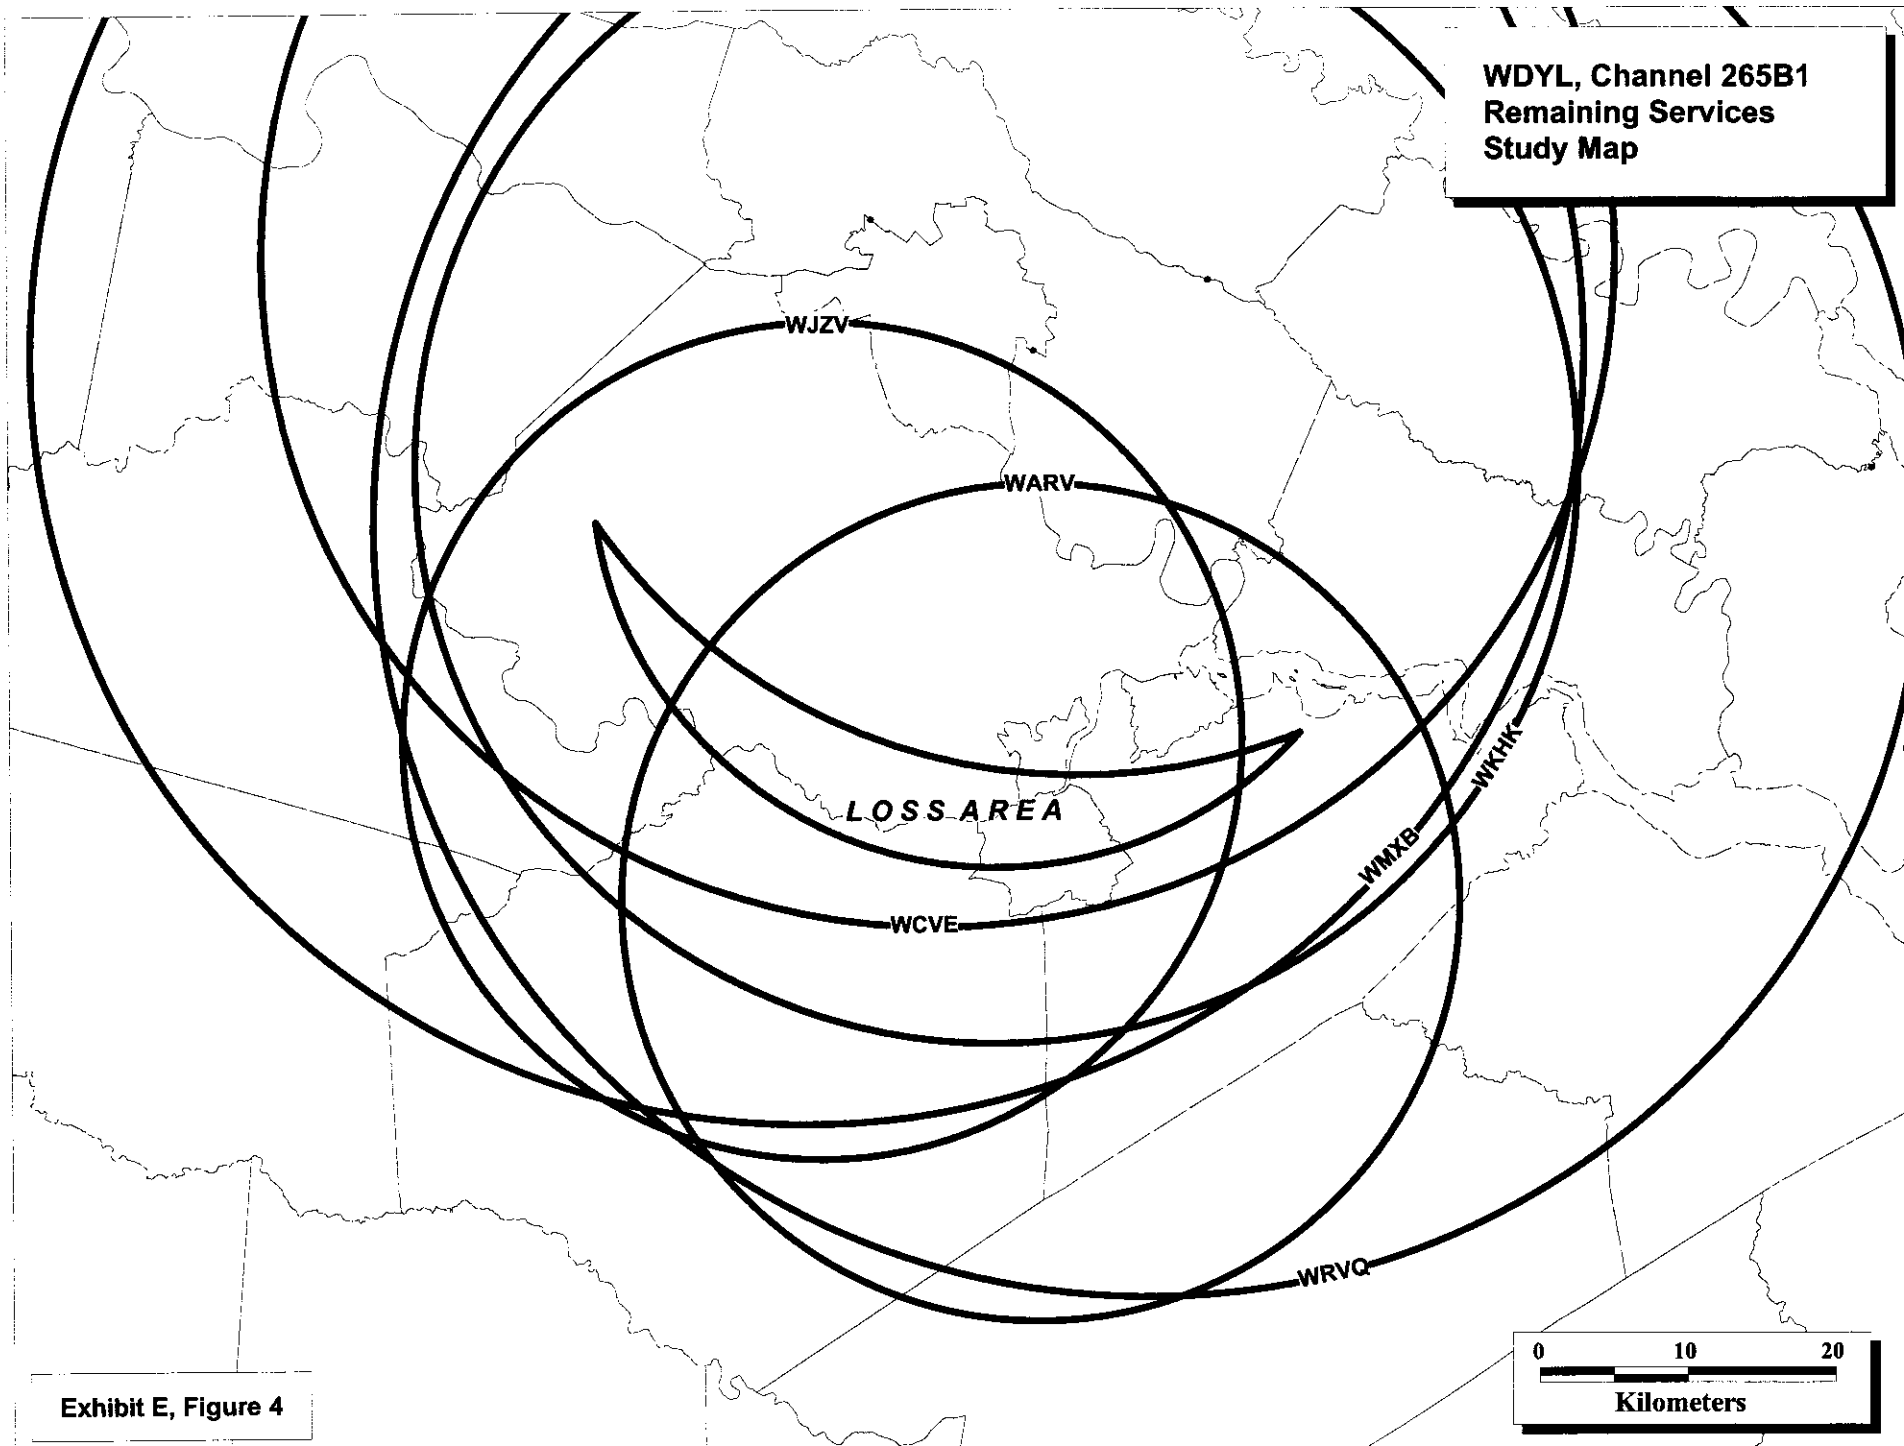 WDYL, Channel 265B1
Remaining Services
Study Map
WJZV
WARV
WKHK
LOSS AREA
WMXB
WCVE
WRVQ
0 10 20
Kilometers
Exhibit E, Figure 4